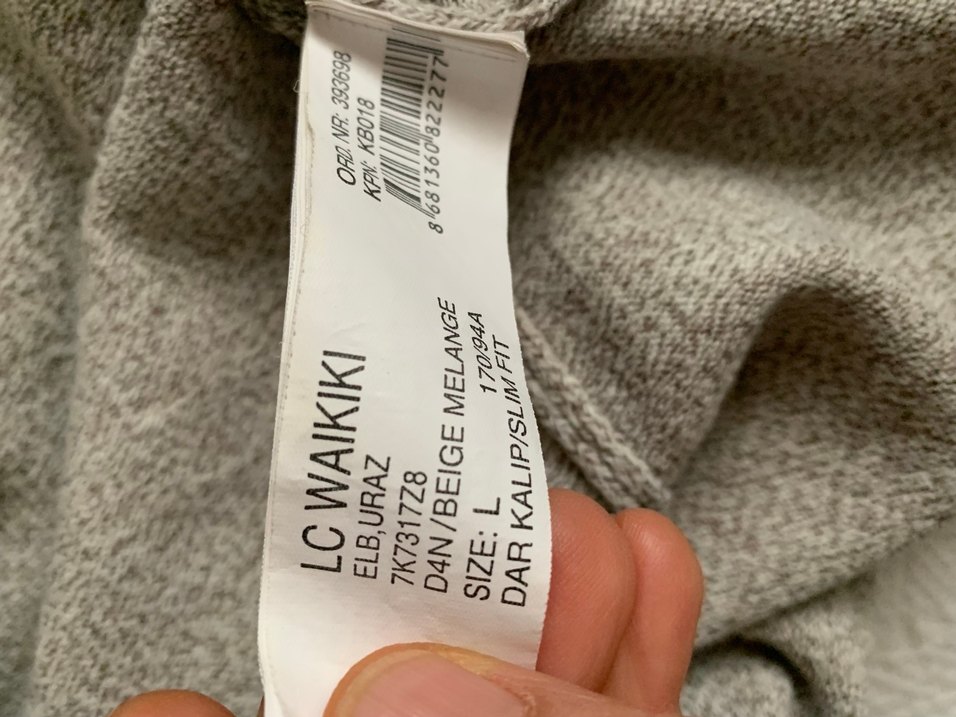 ORD. NR: 393698
KPN: KB018
8 681360 822277
LC WAIKIKI
ELB,URAZ
7K7317Z8
D4N/BEIGE MELANGE
SIZE: L 170/94A
DAR KALIP/SLIM FIT